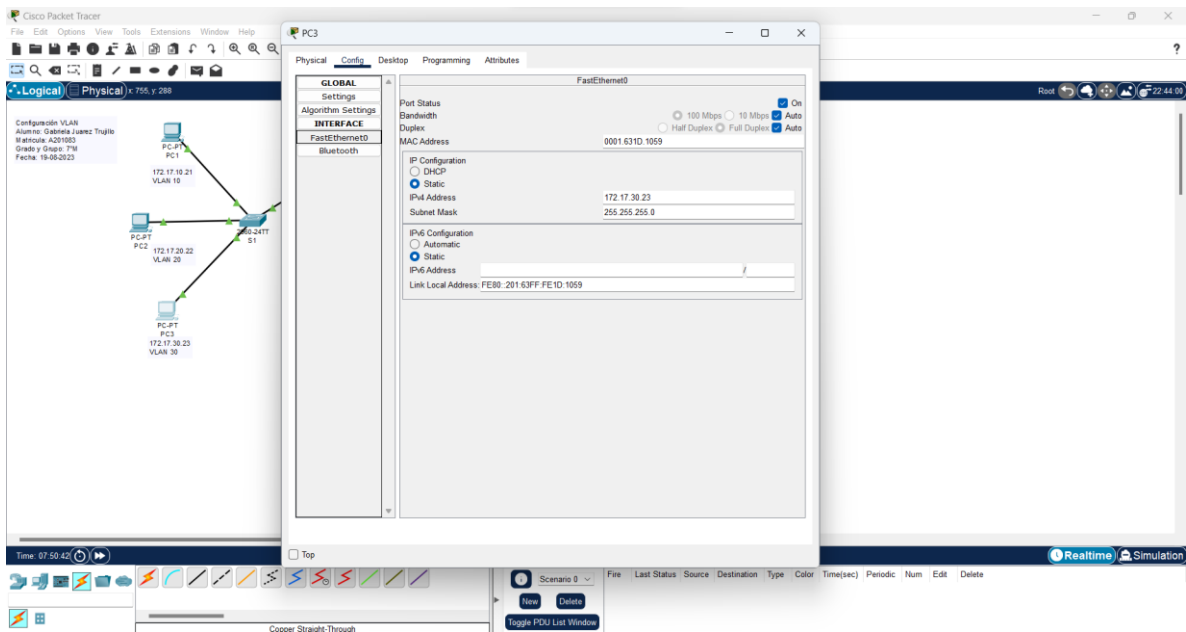 Cisco Packet Tracer
File Edit Options View Tools Extensions Window Help
?
Logical Physical x: 755, y: 288
Root 22:44:00
Configuración VLAN
Alumno: Gabriela Juarez Trujillo
Matricula: A201083
Grado y Grupo: 7°M
Fecha: 19-08-2023
PC-PT
PC1
172.17.10.21
VLAN 10
2960-24TT
S1
PC-PT
PC2
172.17.20.22
VLAN 20
PC-PT
PC3
172.17.30.23
VLAN 30
PC3
Physical Config Desktop Programming Attributes
GLOBAL
Settings
Algorithm Settings
INTERFACE
FastEthernet0
Bluetooth
FastEthernet0
Port Status On
Bandwidth 100 Mbps 10 Mbps Auto
Duplex Half Duplex Full Duplex Auto
MAC Address 0001.631D.1059
IP Configuration
DHCP
Static
IPv4 Address 172.17.30.23
Subnet Mask 255.255.255.0
IPv6 Configuration
Automatic
Static
IPv6 Address /
Link Local Address: FE80::201:63FF:FE1D:1059
Top
Time: 07:50:42
Realtime Simulation
Scenario 0
New Delete
Toggle PDU List Window
Fire Last Status Source Destination Type Color Time(sec) Periodic Num Edit Delete
Copper Straight-Through